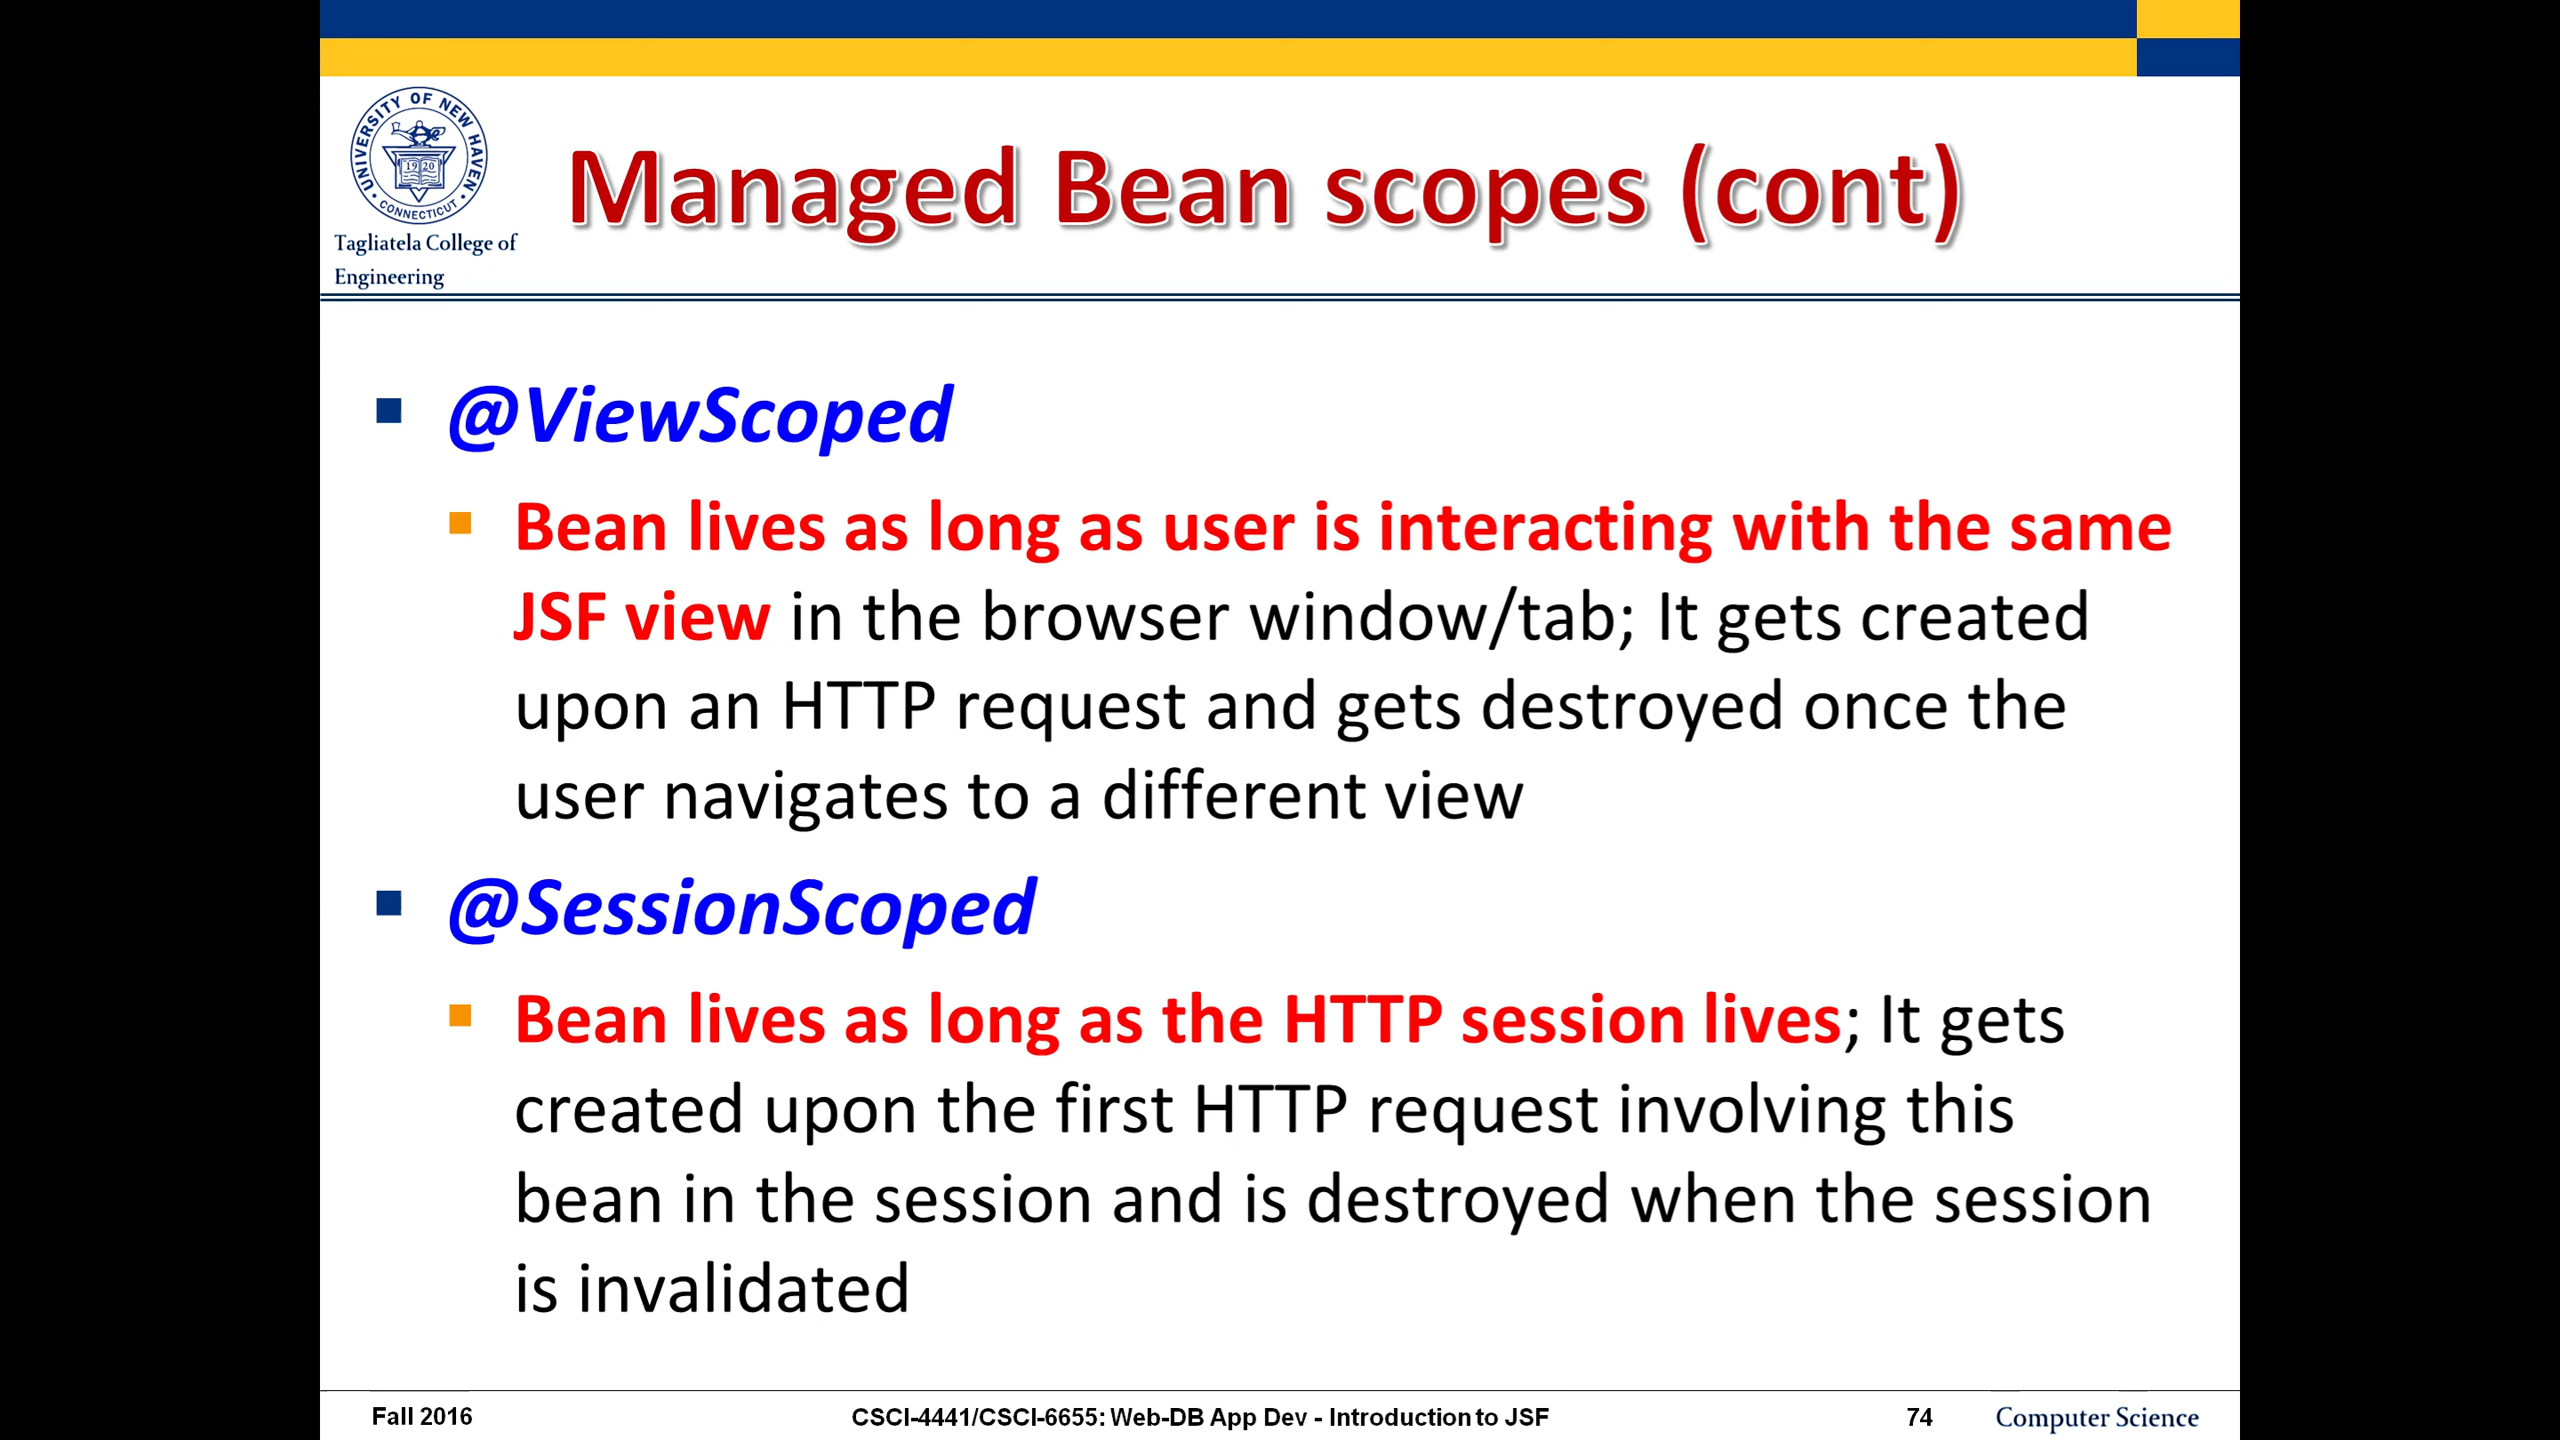 UNIVERSITY OF NEW HAVEN
1920
CONNECTICUT
Tagliatela College of
Engineering
Managed Bean scopes (cont)
@ViewScoped
Bean lives as long as user is interacting with the same
JSF view in the browser window/tab; It gets created
upon an HTTP request and gets destroyed once the
user navigates to a different view
@SessionScoped
Bean lives as long as the HTTP session lives; It gets
created upon the first HTTP request involving this
bean in the session and is destroyed when the session
is invalidated
Fall 2016
CSCI-4441/CSCI-6655: Web-DB App Dev - Introduction to JSF
74
Computer Science